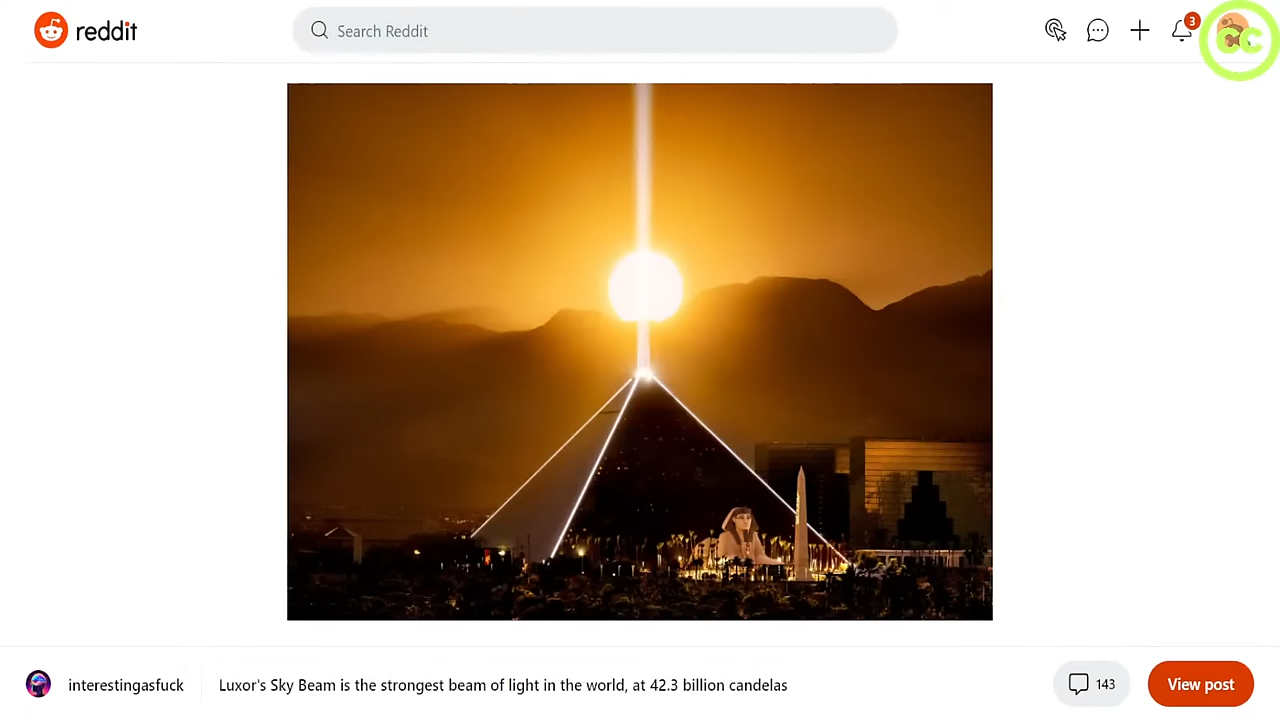 reddit
Search Reddit
3
CC
interestingasfuck
Luxor's Sky Beam is the strongest beam of light in the world, at 42.3 billion candelas
143
View post